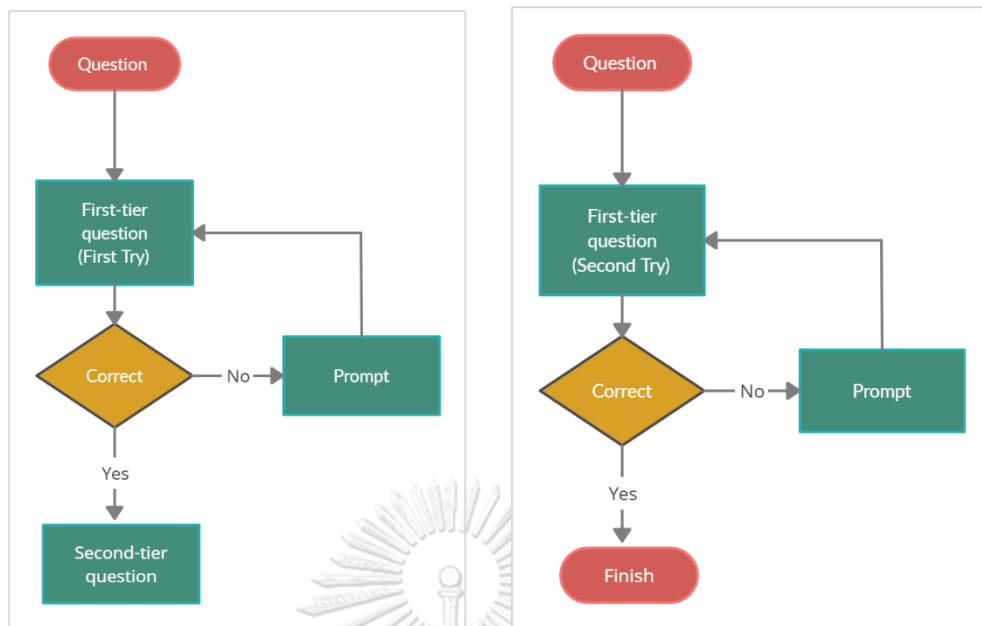 Question
First-tier
question
(First Try)
Correct
No
Prompt
Yes
Second-tier
question
Question
First-tier
question
(Second Try)
Correct
No
Prompt
Yes
Finish